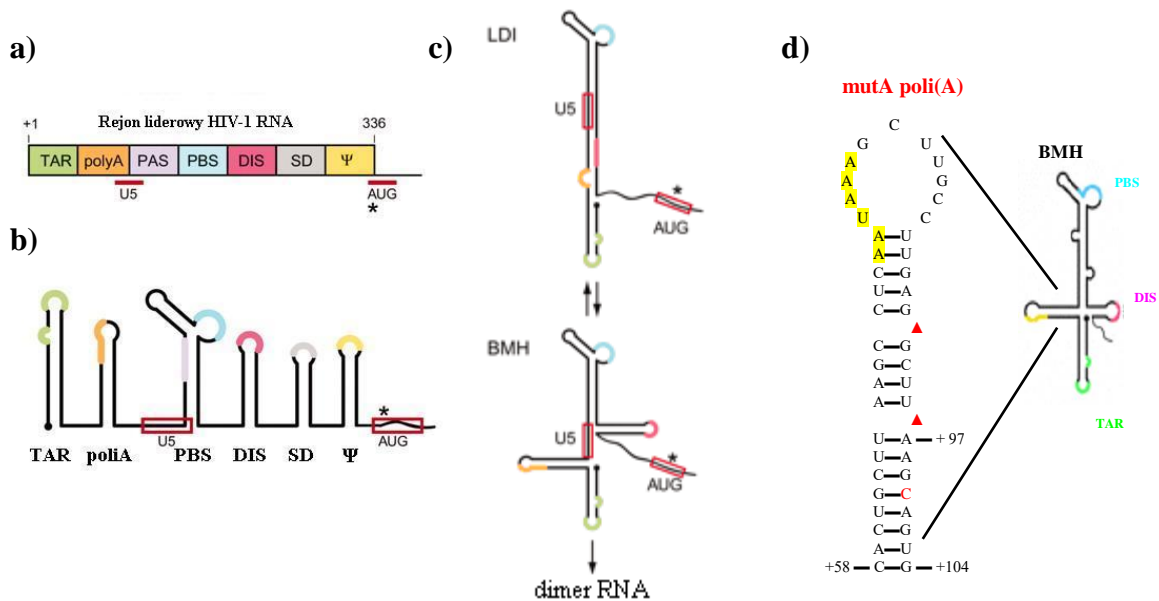 a)
Rejon liderowy HIV-1 RNA
+1
336
TAR polyA PAS PBS DIS SD Ψ
U5
AUG
*
b)
*
U5
AUG
TAR poliA PBS DIS SD Ψ
c)
LDI
U5
*
AUG
BMH
U5
*
AUG
dimer RNA
d)
mutA poli(A)
C
G U
A U
A G
A C
U C
A U
A U
C G
U A
C G
C G
G C
A U
A U
U A +97
U A
C G
G C
U A
C G
A U
+58 C G +104
BMH
PBS
DIS
TAR